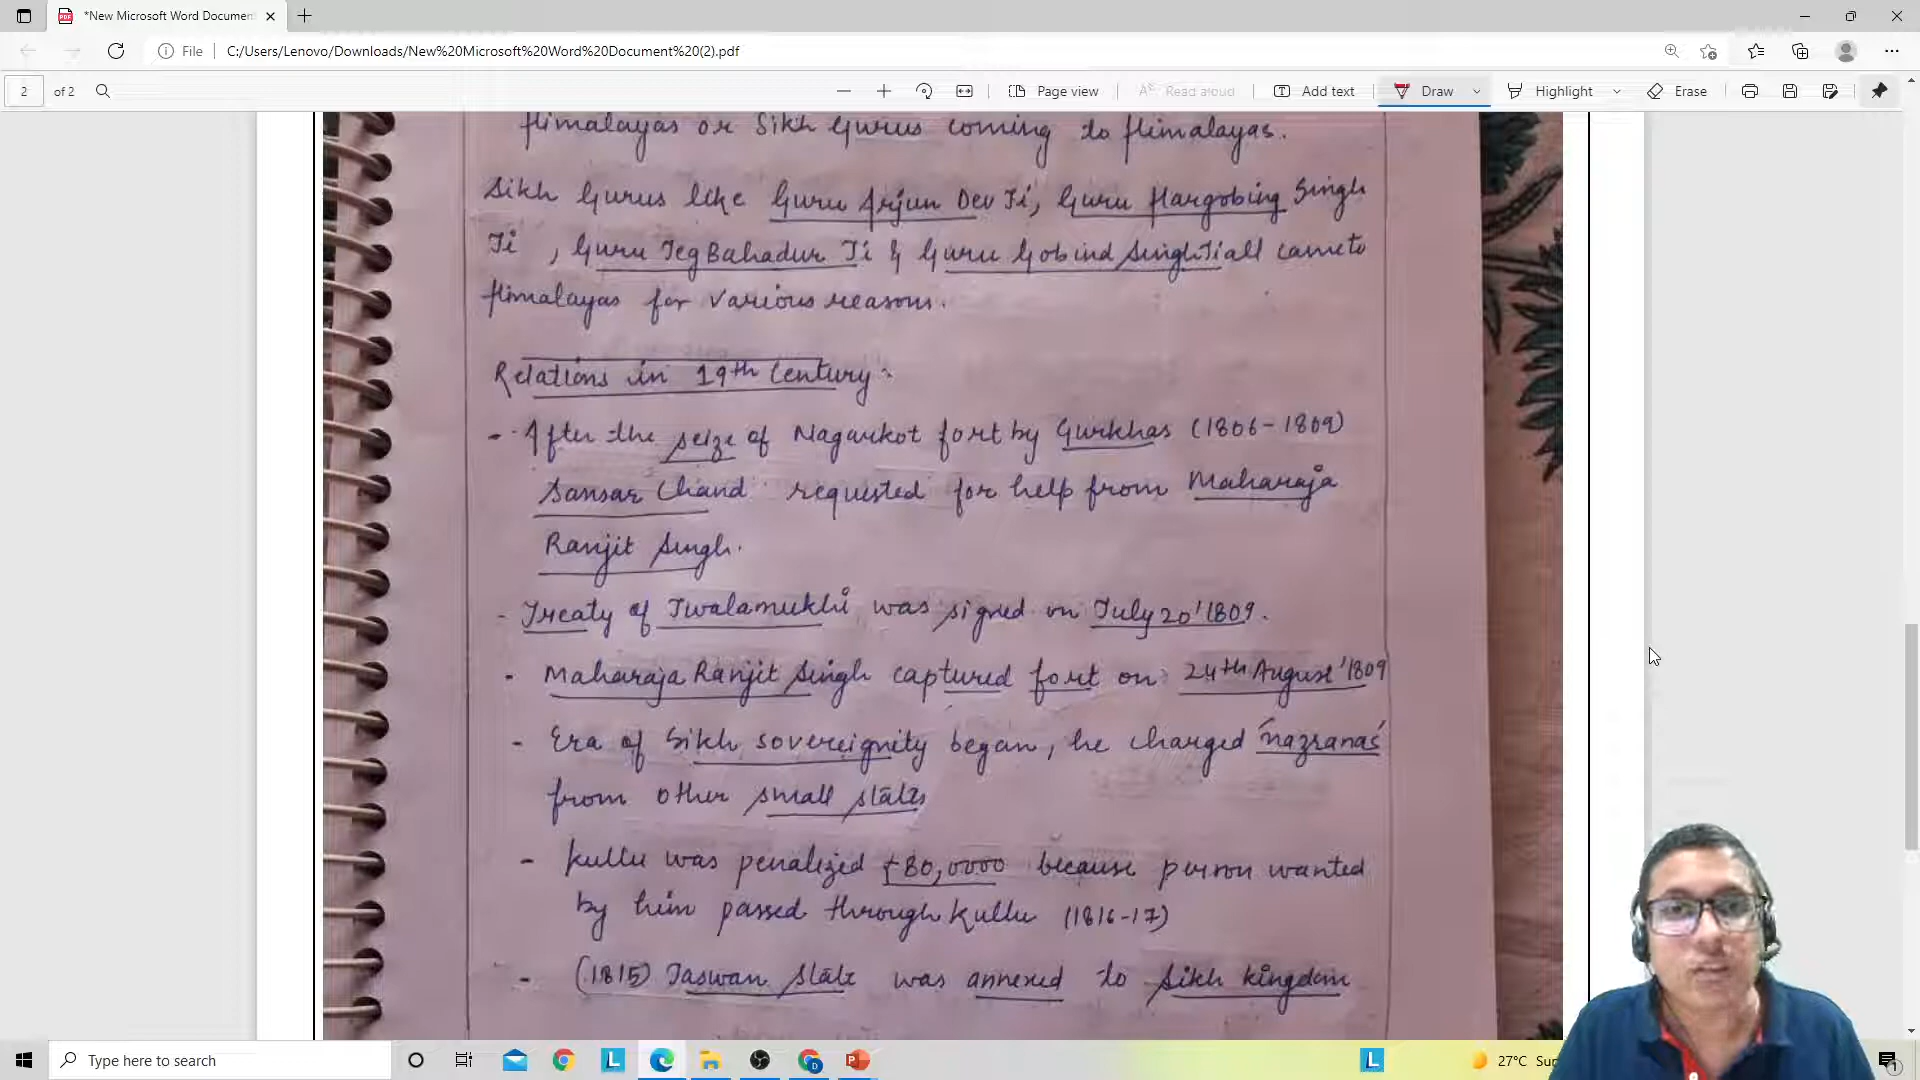 *New Microsoft Word Documen
File C:/Users/Lenovo/Downloads/New%20Microsoft%20Word%20Document%20(2).pdf
2 of 2 Page view Read aloud Add text Draw Highlight Erase
Himalayas or Sikh Gurus coming to Himalayas.
Sikh Gurus like Guru Arjun Dev Ji, Guru Hargobing Singh
Ji , Guru Teg Bahadur Ji & Guru Gobind Singh Ji all came to
Himalayas for various reasons.
Relations in 19th Century :
- After the seize of Nagarkot fort by Gurkhas (1806-1809)
Sansar Chand requested for help from Maharaja
Ranjit Singh.
- Treaty of Jwalamukhi was signed on July 20' 1809.
- Maharaja Ranjit Singh captured fort on 24th August '1809
- Era of Sikh sovereignity began, he charged 'nazranas'
from other small states
- Kullu was penalized ₹80,0000 because person wanted
by him passed through Kullu (1816-17)
- (1815) Jaswan State was annexed to Sikh kingdom
Type here to search
27°C Su
1